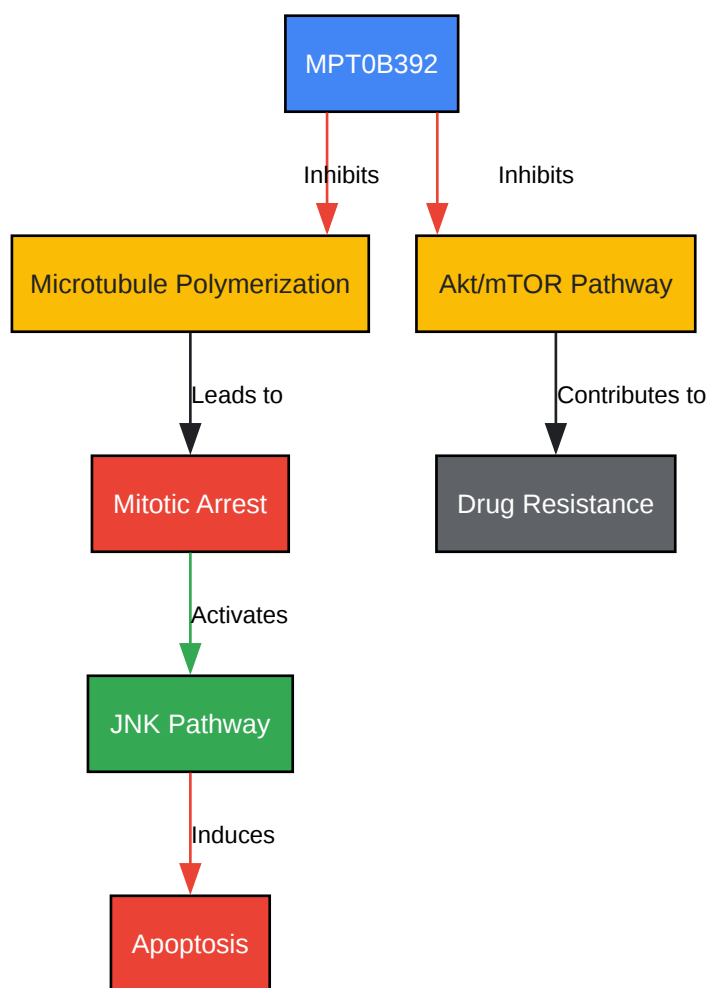 MPT0B392
Inhibits
Inhibits
Microtubule Polymerization
Akt/mTOR Pathway
Leads to
Contributes to
Mitotic Arrest
Drug Resistance
Activates
JNK Pathway
Induces
Apoptosis